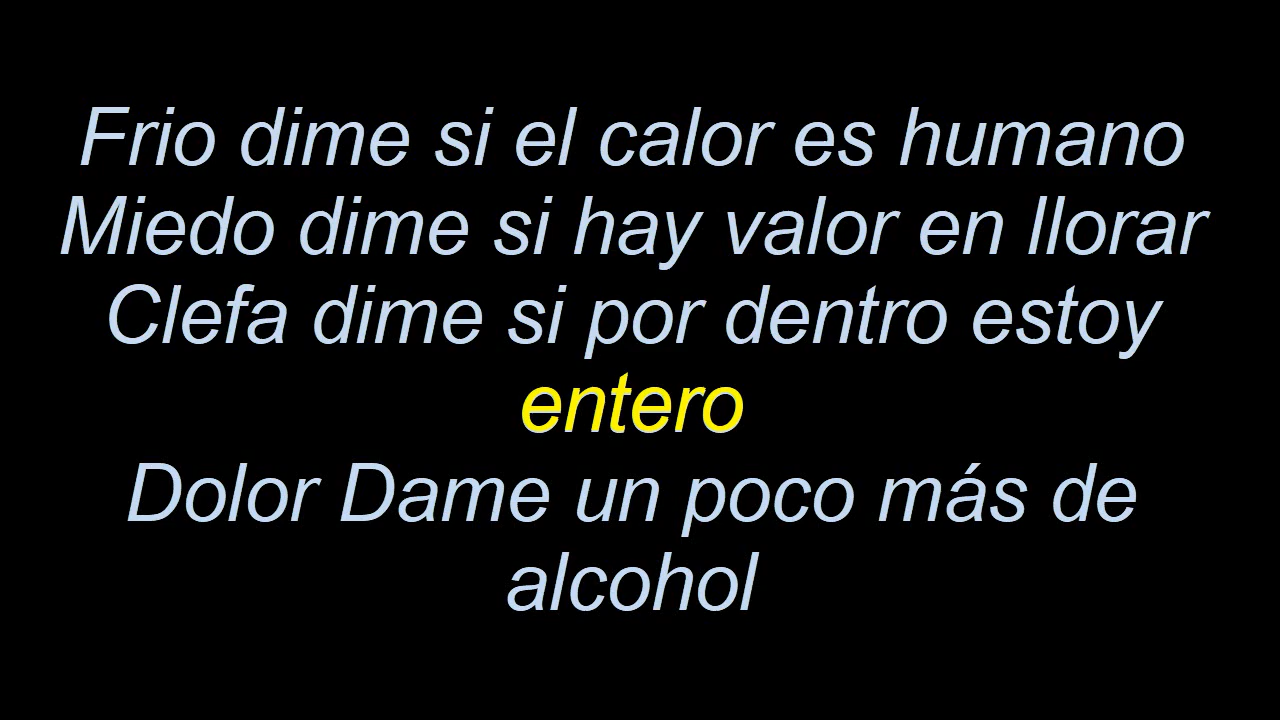 Frio dime si el calor es humano
Miedo dime si hay valor en llorar
Clefa dime si por dentro estoy
entero
Dolor Dame un poco más de
alcohol